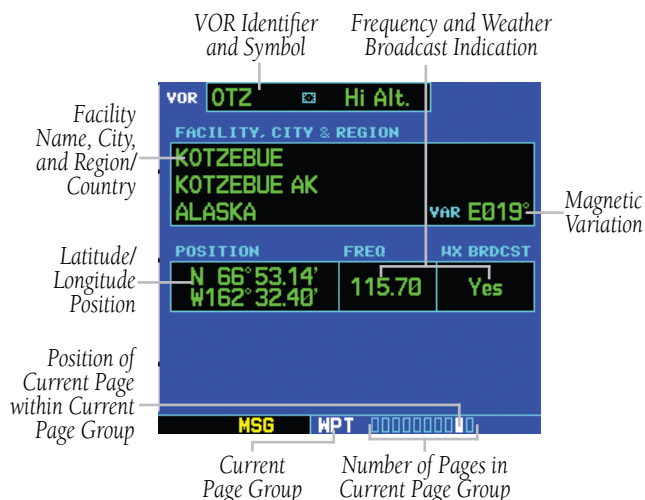 VOR Identifier
and Symbol
Frequency and Weather
Broadcast Indication
VOR OTZ Hi Alt.
Facility
Name, City,
and Region/
Country
FACILITY, CITY & REGION
KOTZEBUE
KOTZEBUE AK
ALASKA VAR E019°
Magnetic
Variation
Latitude/
Longitude
Position
POSITION FREQ WX BRDCST
N 66°53.14'
W162°32.40'
115.70 Yes
Position of
Current Page
within Current
Page Group
MSG WPT
Current
Page Group
Number of Pages in
Current Page Group